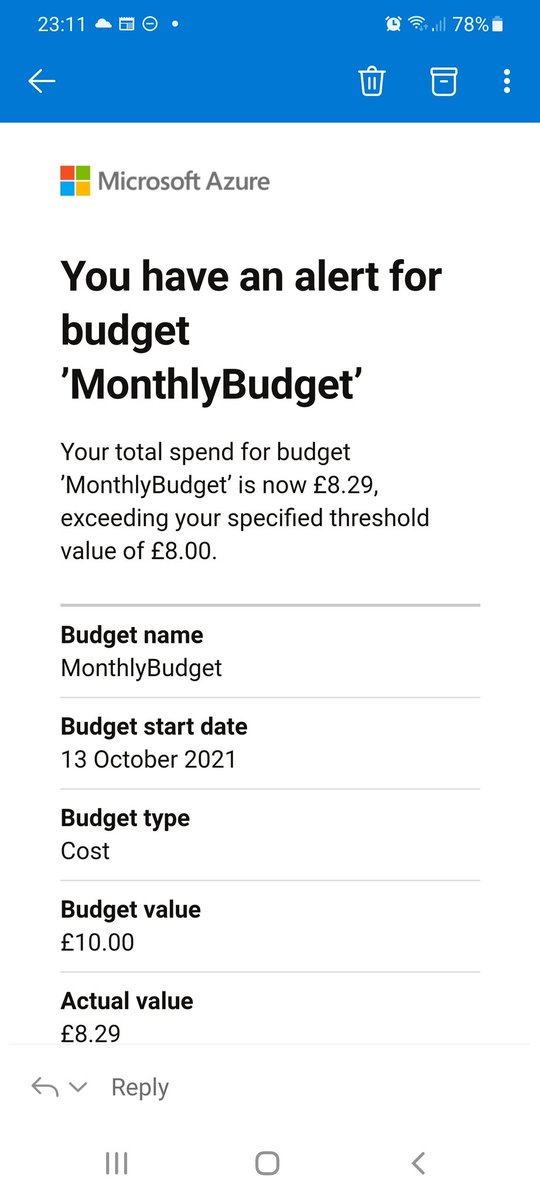 23:11
78%
Microsoft Azure
You have an alert for
budget
’MonthlyBudget’
Your total spend for budget
’MonthlyBudget’ is now £8.29,
exceeding your specified threshold
value of £8.00.
Budget name
MonthlyBudget
Budget start date
13 October 2021
Budget type
Cost
Budget value
£10.00
Actual value
£8.29
Reply